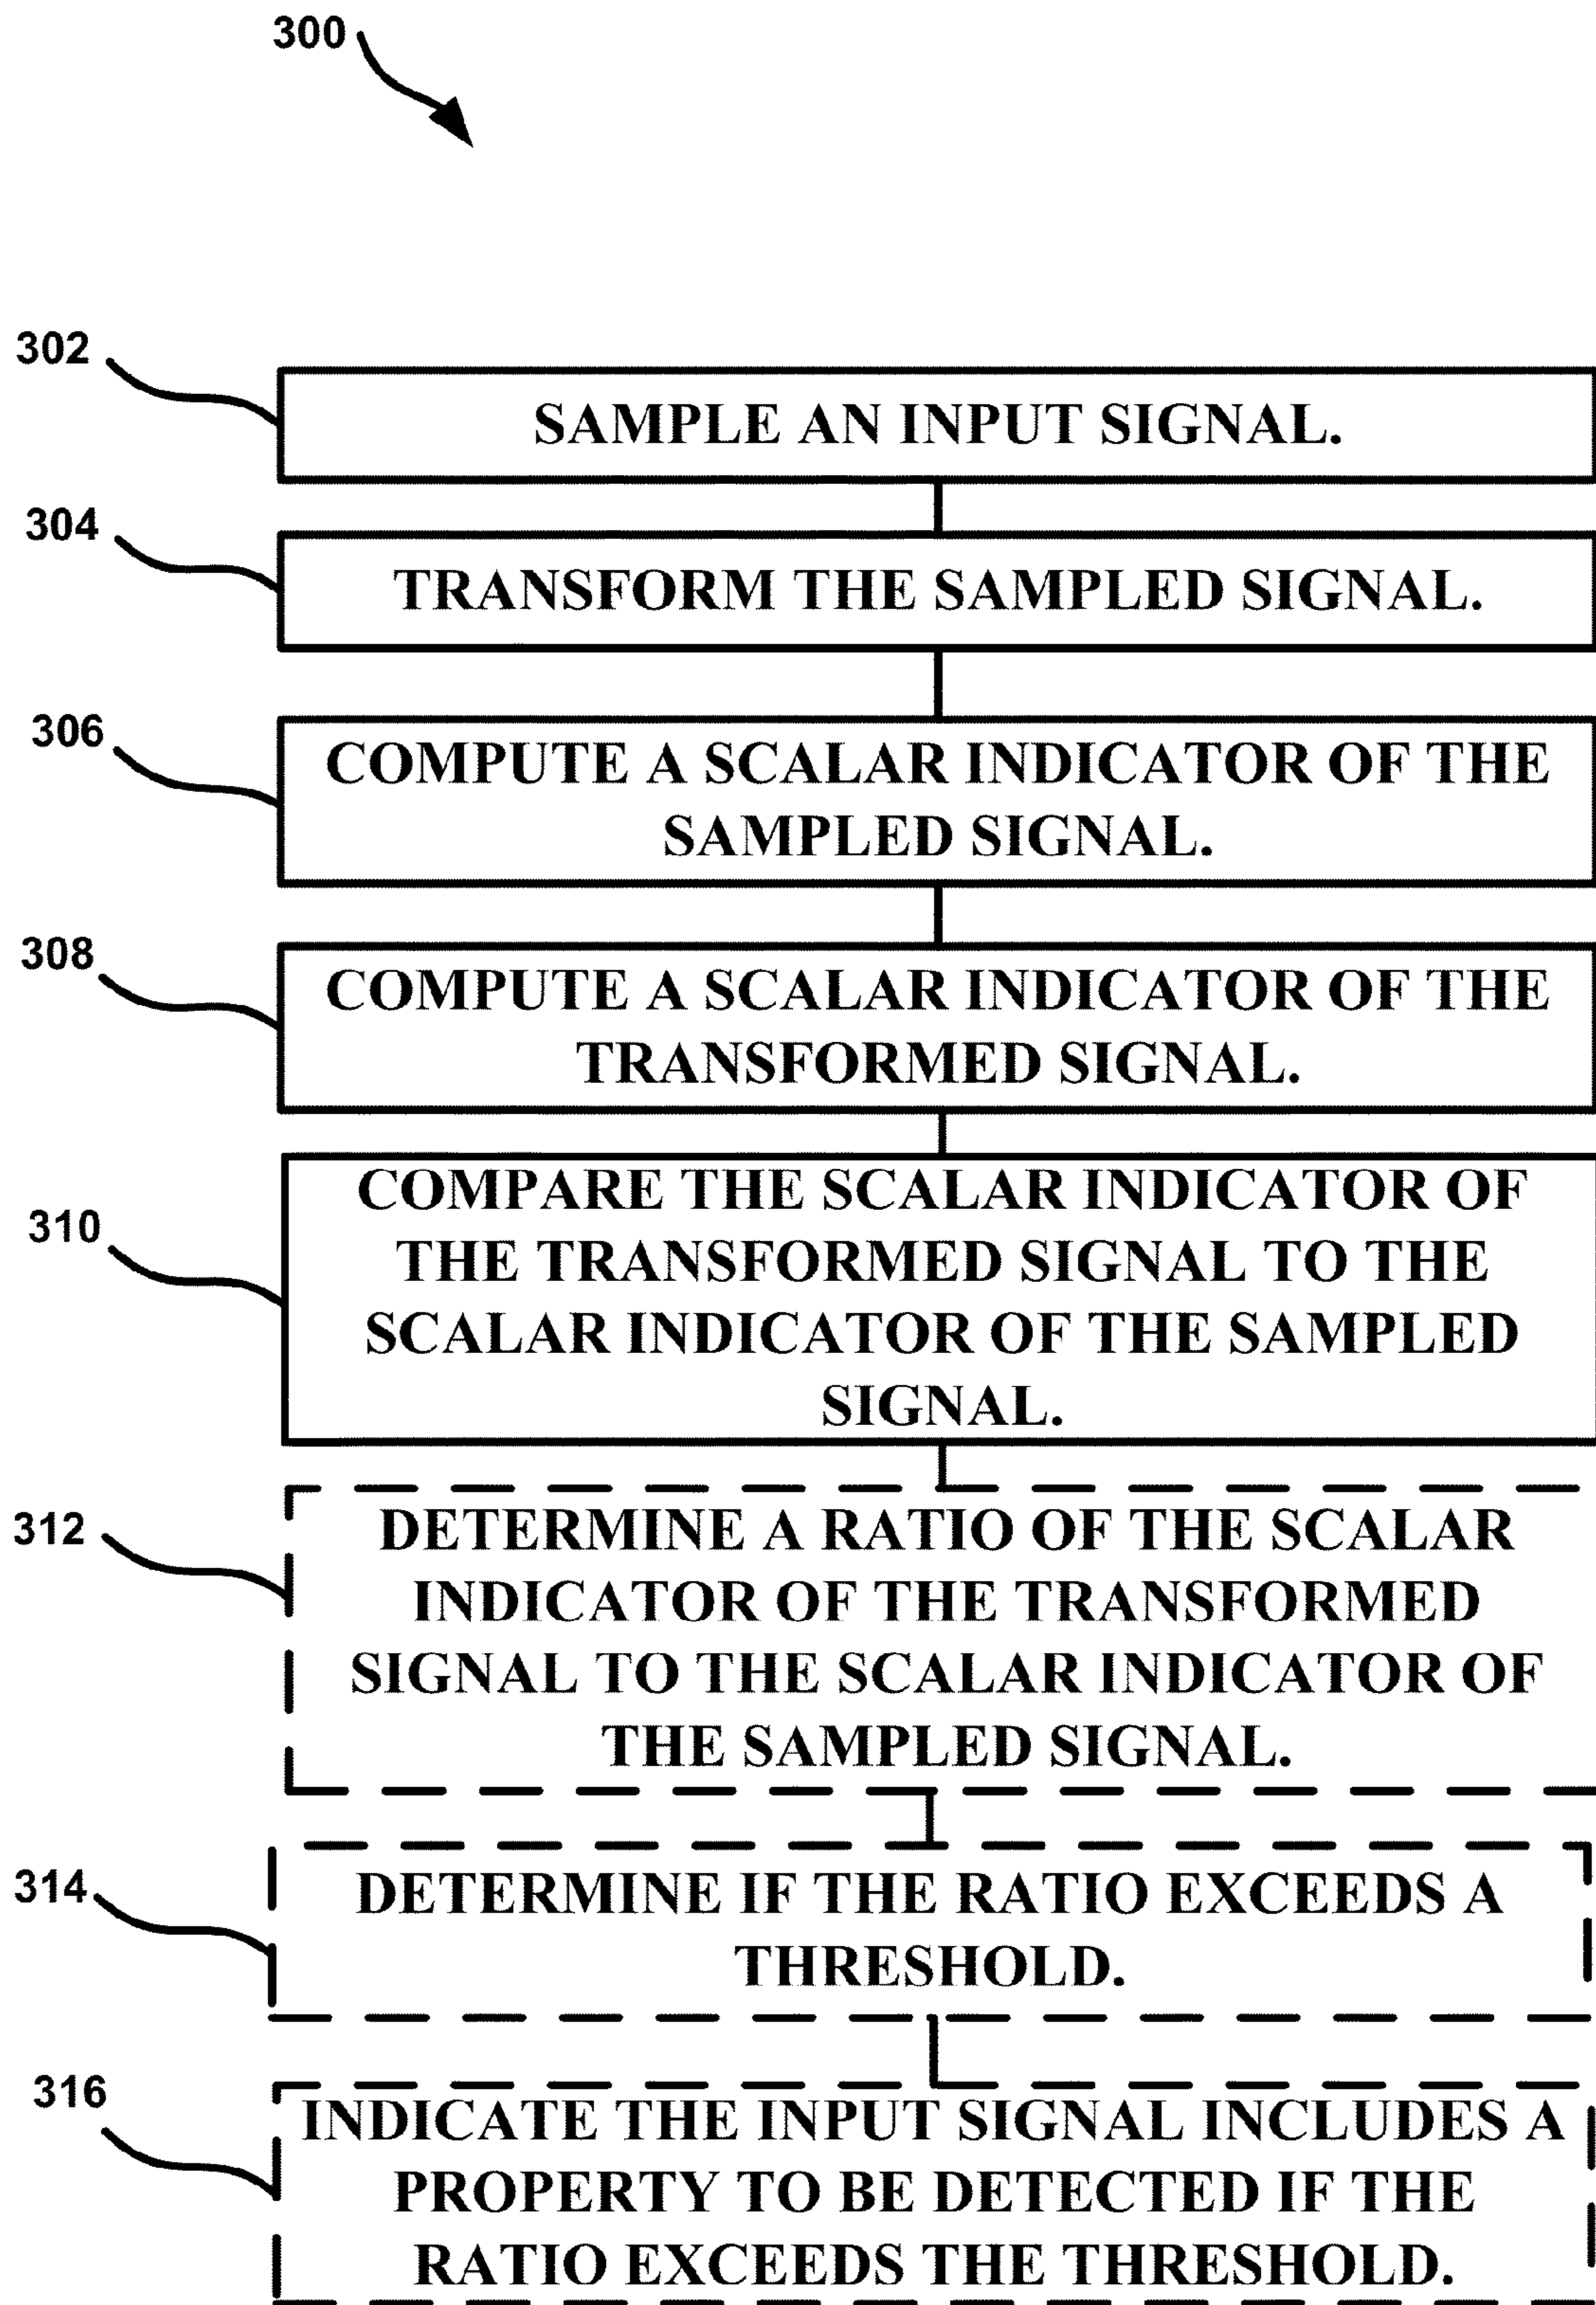 300
302
SAMPLE AN INPUT SIGNAL.
304
TRANSFORM THE SAMPLED SIGNAL.
306
COMPUTE A SCALAR INDICATOR OF THE
SAMPLED SIGNAL.
308
COMPUTE A SCALAR INDICATOR OF THE
TRANSFORMED SIGNAL.
310
COMPARE THE SCALAR INDICATOR OF
THE TRANSFORMED SIGNAL TO THE
SCALAR INDICATOR OF THE SAMPLED
SIGNAL.
312
DETERMINE A RATIO OF THE SCALAR
INDICATOR OF THE TRANSFORMED
SIGNAL TO THE SCALAR INDICATOR OF
THE SAMPLED SIGNAL.
314
DETERMINE IF THE RATIO EXCEEDS A
THRESHOLD.
316
INDICATE THE INPUT SIGNAL INCLUDES A
PROPERTY TO BE DETECTED IF THE
RATIO EXCEEDS THE THRESHOLD.